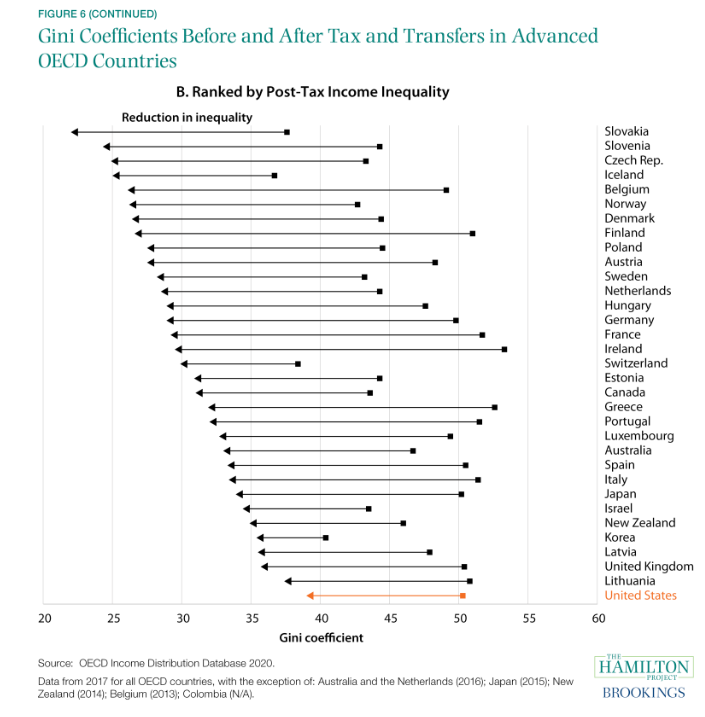 FIGURE 6 (CONTINUED)
Gini Coefficients Before and After Tax and Transfers in Advanced
OECD Countries
B. Ranked by Post-Tax Income Inequality
Reduction in inequality
Slovakia
Slovenia
Czech Rep.
Iceland
Belgium
Norway
Denmark
Finland
Poland
Austria
Sweden
Netherlands
Hungary
Germany
France
Ireland
Switzerland
Estonia
Canada
Greece
Portugal
Luxembourg
Australia
Spain
Italy
Japan
Israel
New Zealand
Korea
Latvia
United Kingdom
Lithuania
United States
20 25 30 35 40 45 50 55 60
Gini coefficient
Source: OECD Income Distribution Database 2020.
Data from 2017 for all OECD countries, with the exception of: Australia and the Netherlands (2016); Japan (2015); New
Zealand (2014); Belgium (2013); Colombia (N/A).
THE
HAMILTON
PROJECT
BROOKINGS